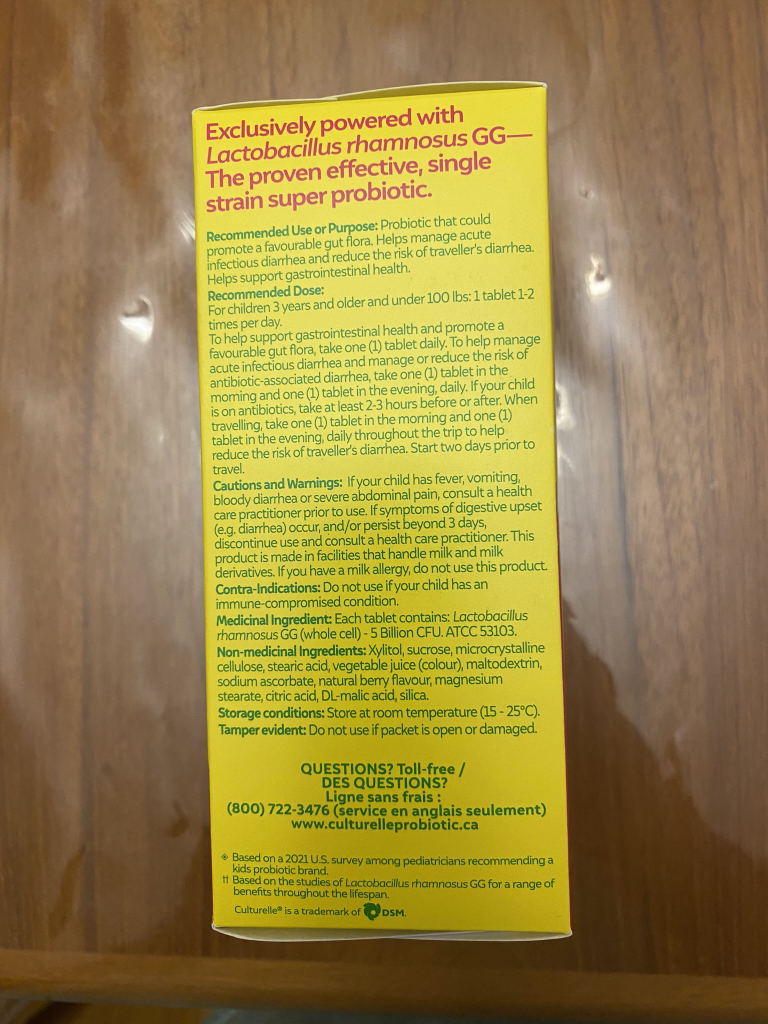 Exclusively powered with
Lactobacillus rhamnosus GG—
The proven effective, single
strain super probiotic.
Recommended Use or Purpose: Probiotic that could
promote a favourable gut flora. Helps manage acute
infectious diarrhea and reduce the risk of traveller's diarrhea.
Helps support gastrointestinal health.
Recommended Dose:
For children 3 years and older and under 100 lbs: 1 tablet 1-2
times per day.
To help support gastrointestinal health and promote a
favourable gut flora, take one (1) tablet daily. To help manage
acute infectious diarrhea and manage or reduce the risk of
antibiotic-associated diarrhea, take one (1) tablet in the
morning and one (1) tablet in the evening, daily. If your child
is on antibiotics, take at least 2-3 hours before or after. When
travelling, take one (1) tablet in the morning and one (1)
tablet in the evening, daily throughout the trip to help
reduce the risk of traveller's diarrhea. Start two days prior to
travel.
Cautions and Warnings: If your child has fever, vomiting,
bloody diarrhea or severe abdominal pain, consult a health
care practitioner prior to use. If symptoms of digestive upset
(e.g. diarrhea) occur, and/or persist beyond 3 days,
discontinue use and consult a health care practitioner. This
product is made in facilities that handle milk and milk
derivatives. If you have a milk allergy, do not use this product.
Contra-Indications: Do not use if your child has an
immune-compromised condition.
Medicinal Ingredient: Each tablet contains: Lactobacillus
rhamnosus GG (whole cell) - 5 Billion CFU. ATCC 53103.
Non-medicinal Ingredients: Xylitol, sucrose, microcrystalline
cellulose, stearic acid, vegetable juice (colour), maltodextrin,
sodium ascorbate, natural berry flavour, magnesium
stearate, citric acid, DL-malic acid, silica.
Storage conditions: Store at room temperature (15 - 25°C).
Tamper evident: Do not use if packet is open or damaged.
QUESTIONS? Toll-free /
DES QUESTIONS?
Ligne sans frais :
(800) 722-3476 (service en anglais seulement)
www.culturelleprobiotic.ca
※ Based on a 2021 U.S. survey among pediatricians recommending a
kids probiotic brand.
†† Based on the studies of Lactobacillus rhamnosus GG for a range of
benefits throughout the lifespan.
Culturelle® is a trademark of DSM.